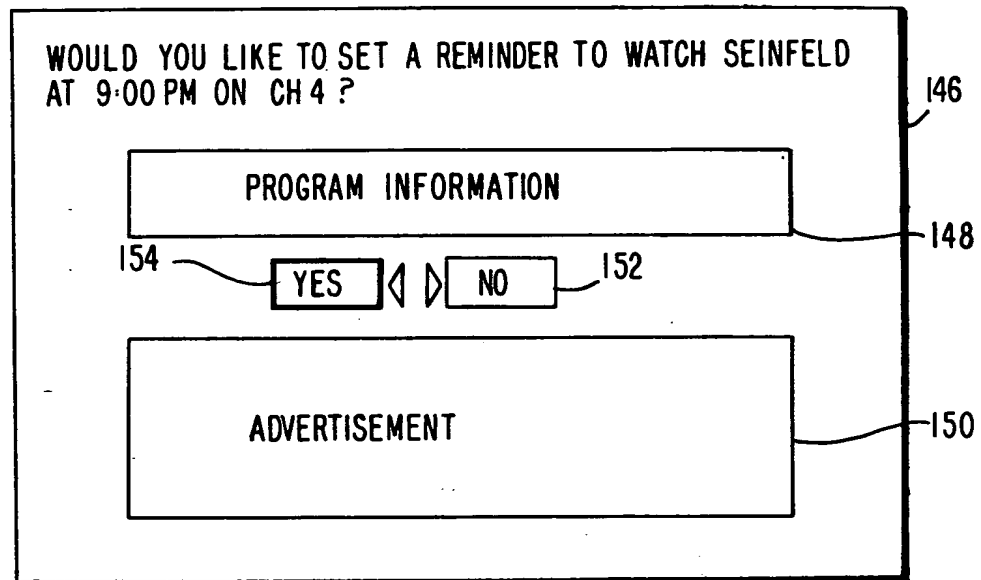 WOULD YOU LIKE TO SET A REMINDER TO WATCH SEINFELD
AT 9:00 PM ON CH 4 ?
146
PROGRAM INFORMATION
148
154
YES
NO
152
ADVERTISEMENT
150